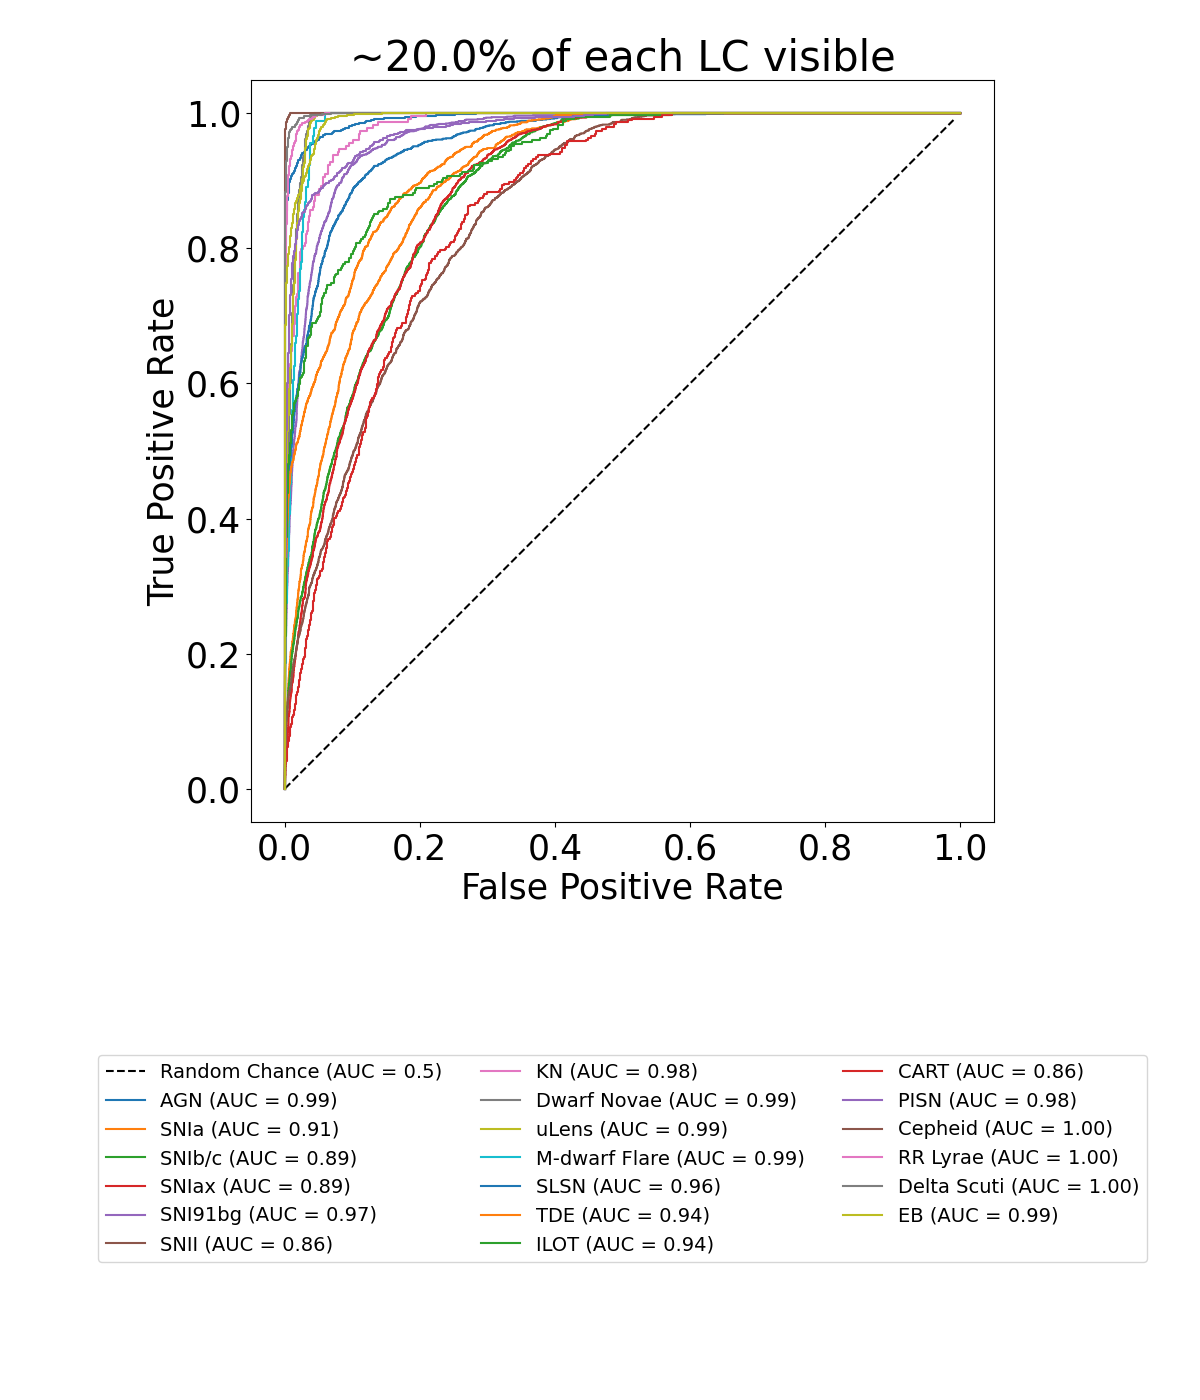 ~20.0% of each LC visible
1.0
0.8
0.6
0.4
0.2
0.0
True Positive Rate
0.0 0.2 0.4 0.6 0.8 1.0
False Positive Rate
Random Chance (AUC = 0.5)
AGN (AUC = 0.99)
SNIa (AUC = 0.91)
SNIb/c (AUC = 0.89)
SNIax (AUC = 0.89)
SNI91bg (AUC = 0.97)
SNII (AUC = 0.86)
KN (AUC = 0.98)
Dwarf Novae (AUC = 0.99)
uLens (AUC = 0.99)
M-dwarf Flare (AUC = 0.99)
SLSN (AUC = 0.96)
TDE (AUC = 0.94)
ILOT (AUC = 0.94)
CART (AUC = 0.86)
PISN (AUC = 0.98)
Cepheid (AUC = 1.00)
RR Lyrae (AUC = 1.00)
Delta Scuti (AUC = 1.00)
EB (AUC = 0.99)